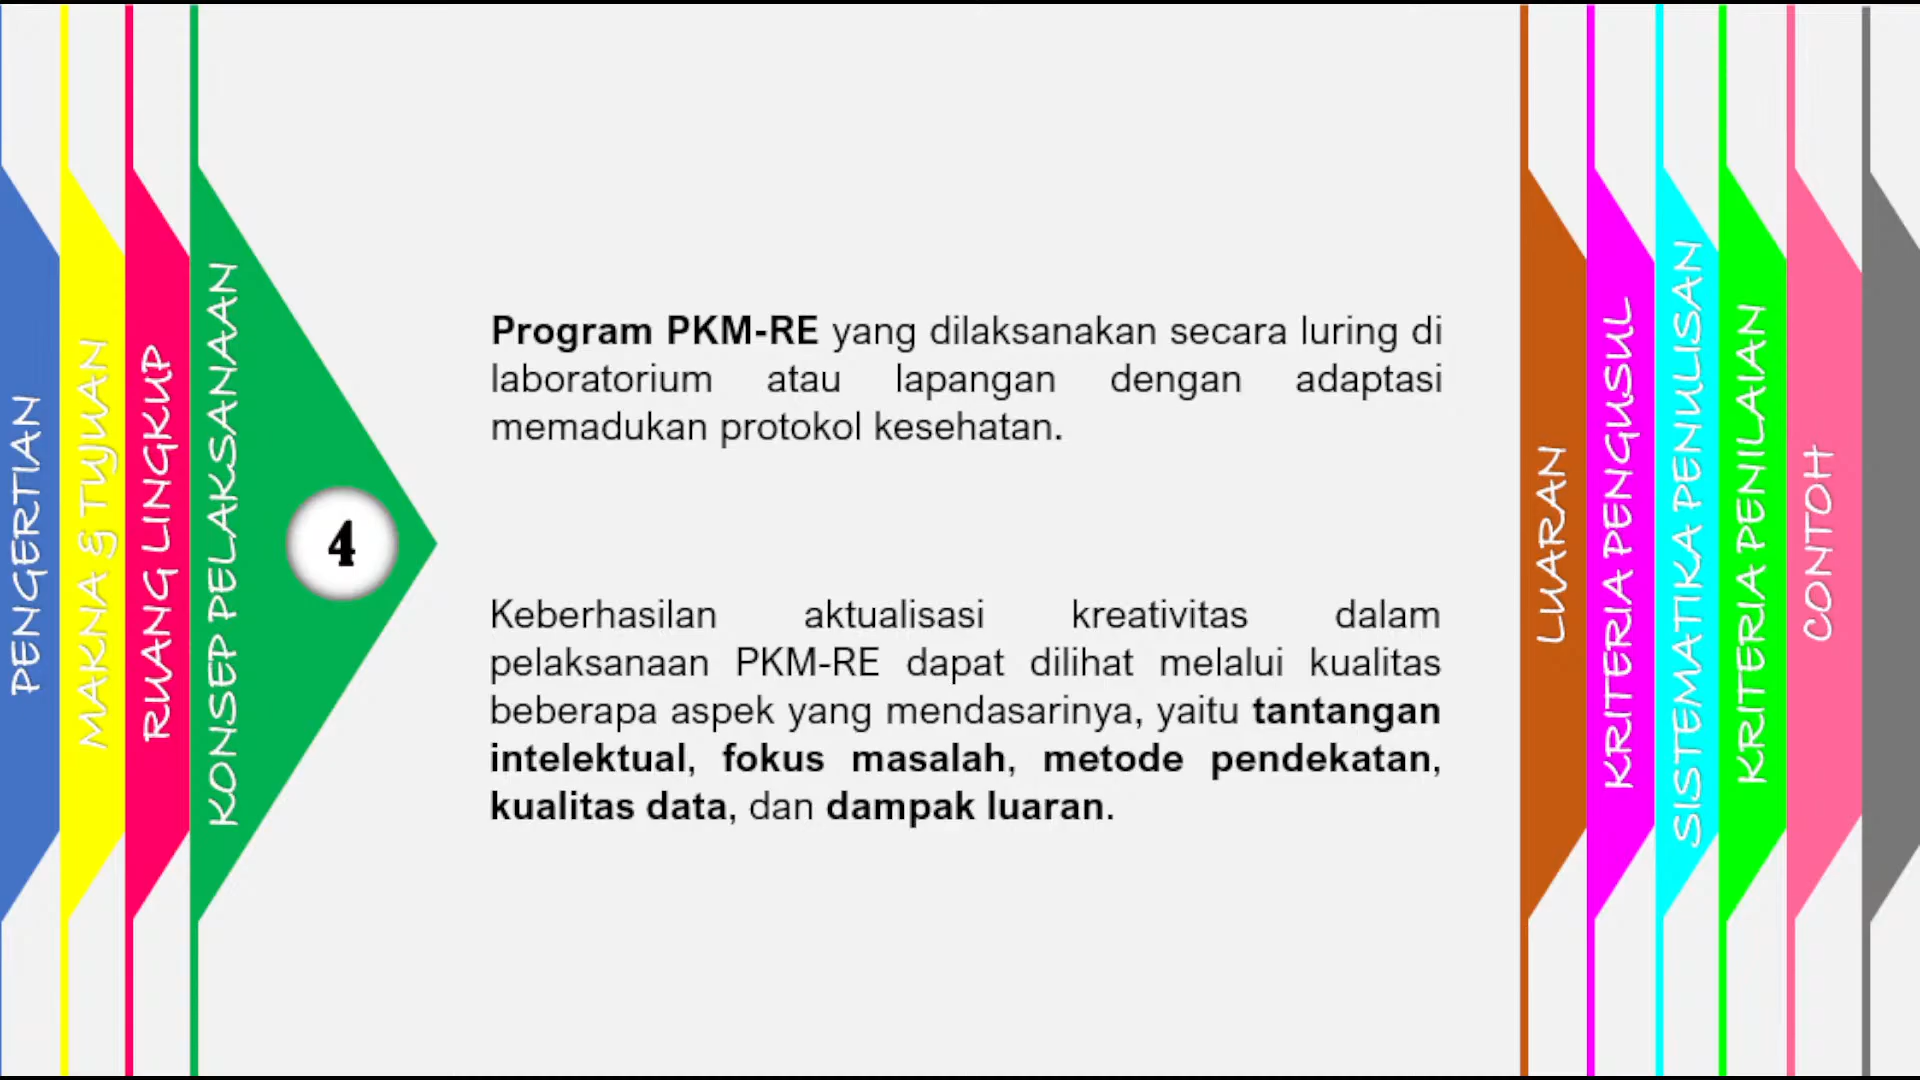 PENGERTIAN
MAKNA & TUJUAN
RUANG LINGKUP
KONSEP PELAKSANAAN
4
Program PKM-RE yang dilaksanakan secara luring di
laboratorium atau lapangan dengan adaptasi
memadukan protokol kesehatan.
Keberhasilan aktualisasi kreativitas dalam
pelaksanaan PKM-RE dapat dilihat melalui kualitas
beberapa aspek yang mendasarinya, yaitu tantangan
intelektual, fokus masalah, metode pendekatan,
kualitas data, dan dampak luaran.
LUARAN
KRITERIA PENGUSUL
SISTEMATIKA PENULISAN
KRITERIA PENILAIAN
CONTOH